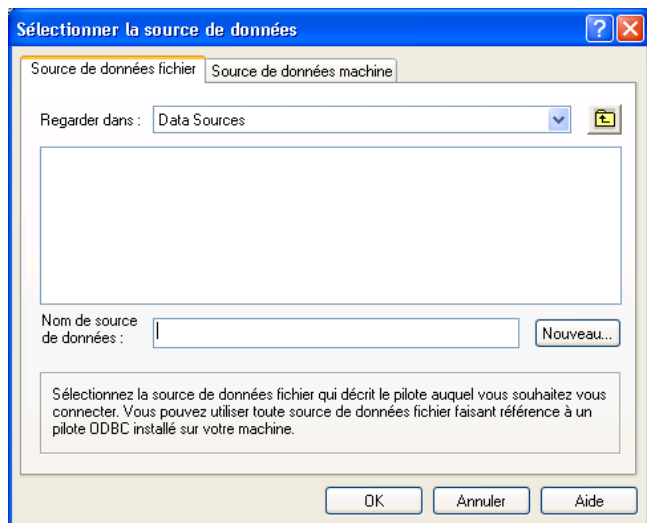 Sélectionner la source de données
Source de données fichier
Source de données machine
Regarder dans :
Data Sources
Nom de source
de données :
Nouveau...
Sélectionnez la source de données fichier qui décrit le pilote auquel vous souhaitez vous
connecter. Vous pouvez utiliser toute source de données fichier faisant référence à un
pilote ODBC installé sur votre machine.
OK
Annuler
Aide